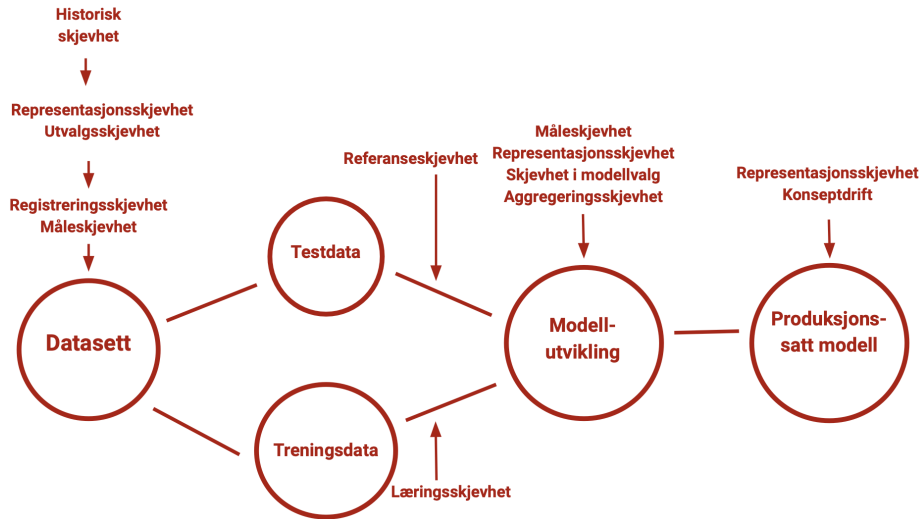 Historisk
skjevhet
Representasjonsskjevhet
Utvalgsskjevhet
Registreringsskjevhet
Måleskjevhet
Datasett
Testdata
Treningsdata
Referanseskjevhet
Læringsskjevhet
Måleskjevhet
Representasjonsskjevhet
Skjevhet i modellvalg
Aggregeringsskjevhet
Modell-
utvikling
Representasjonsskjevhet
Konseptdrift
Produksjons-
satt modell